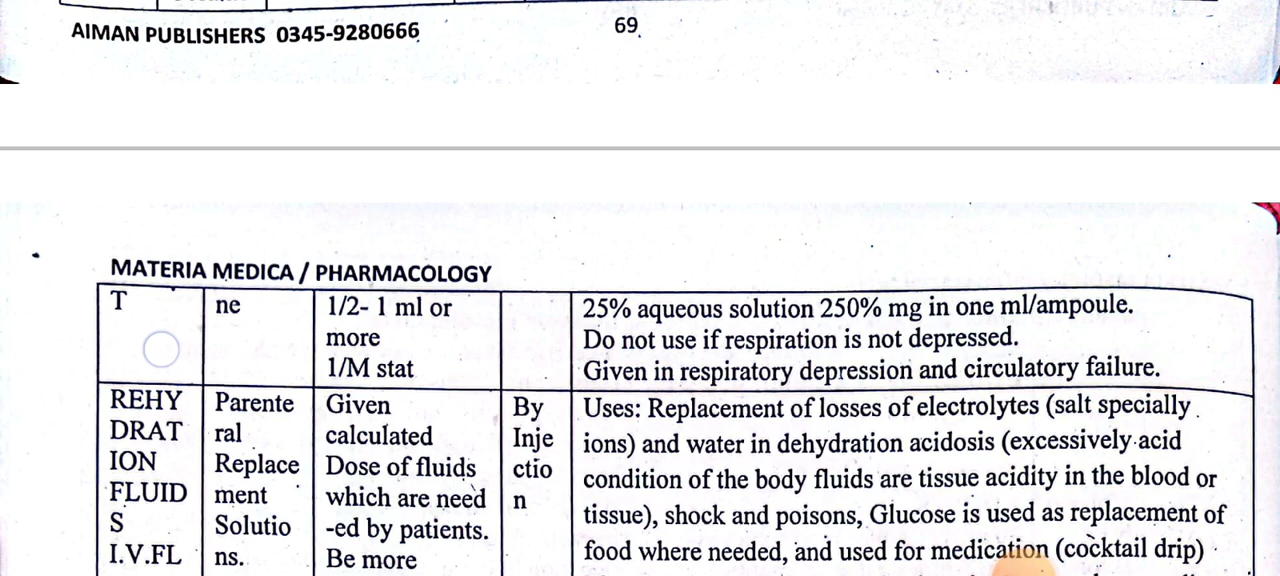 AIMAN PUBLISHERS 0345-9280666
69
MATERIA MEDICA / PHARMACOLOGY
T
ne
1/2- 1 ml or
more
1/M stat
25% aqueous solution 250% mg in one ml/ampoule.
Do not use if respiration is not depressed.
Given in respiratory depression and circulatory failure.
REHY
DRAT
ION
FLUID
S
I.V.FL
Parente
ral
Replace
ment
Solutio
ns.
Given
calculated
Dose of fluids
which are need
-ed by patients.
Be more
By
Inje
ctio
n
Uses: Replacement of losses of electrolytes (salt specially
ions) and water in dehydration acidosis (excessively acid
condition of the body fluids are tissue acidity in the blood or
tissue), shock and poisons, Glucose is used as replacement of
food where needed, and used for medication (cocktail drip)